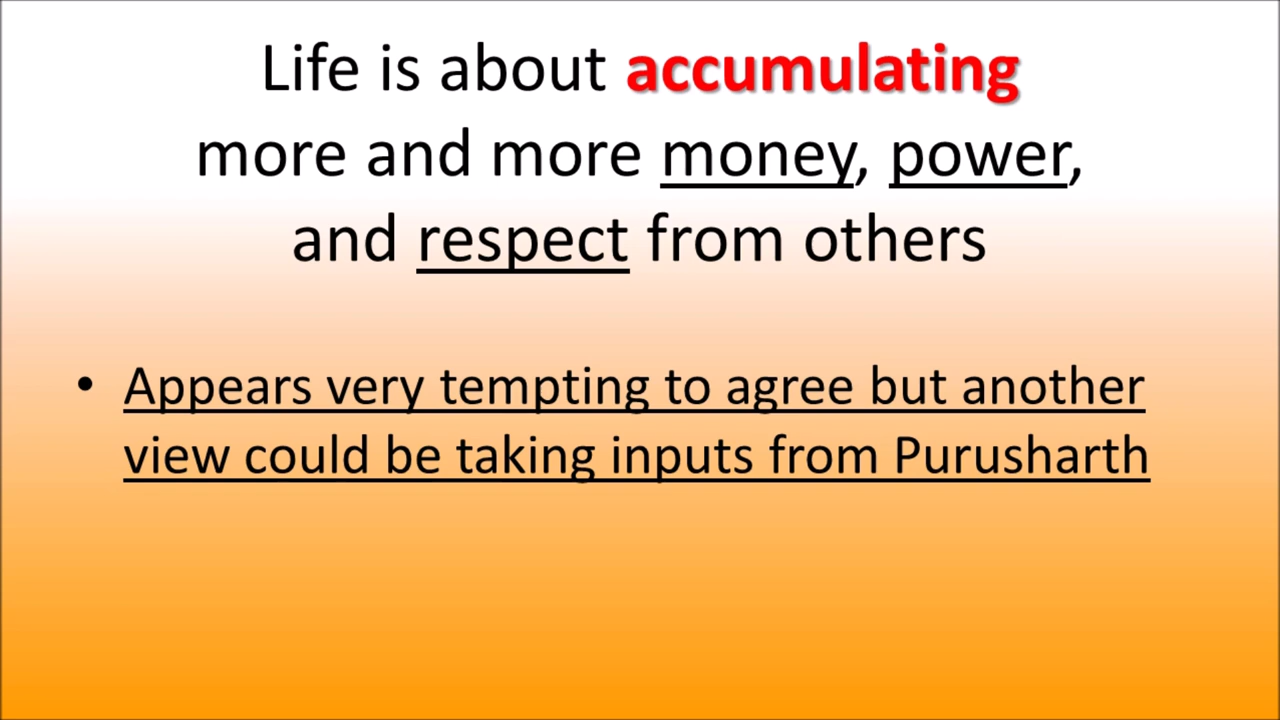 Life is about accumulating
more and more money, power,
and respect from others
• Appears very tempting to agree but another
view could be taking inputs from Purusharth